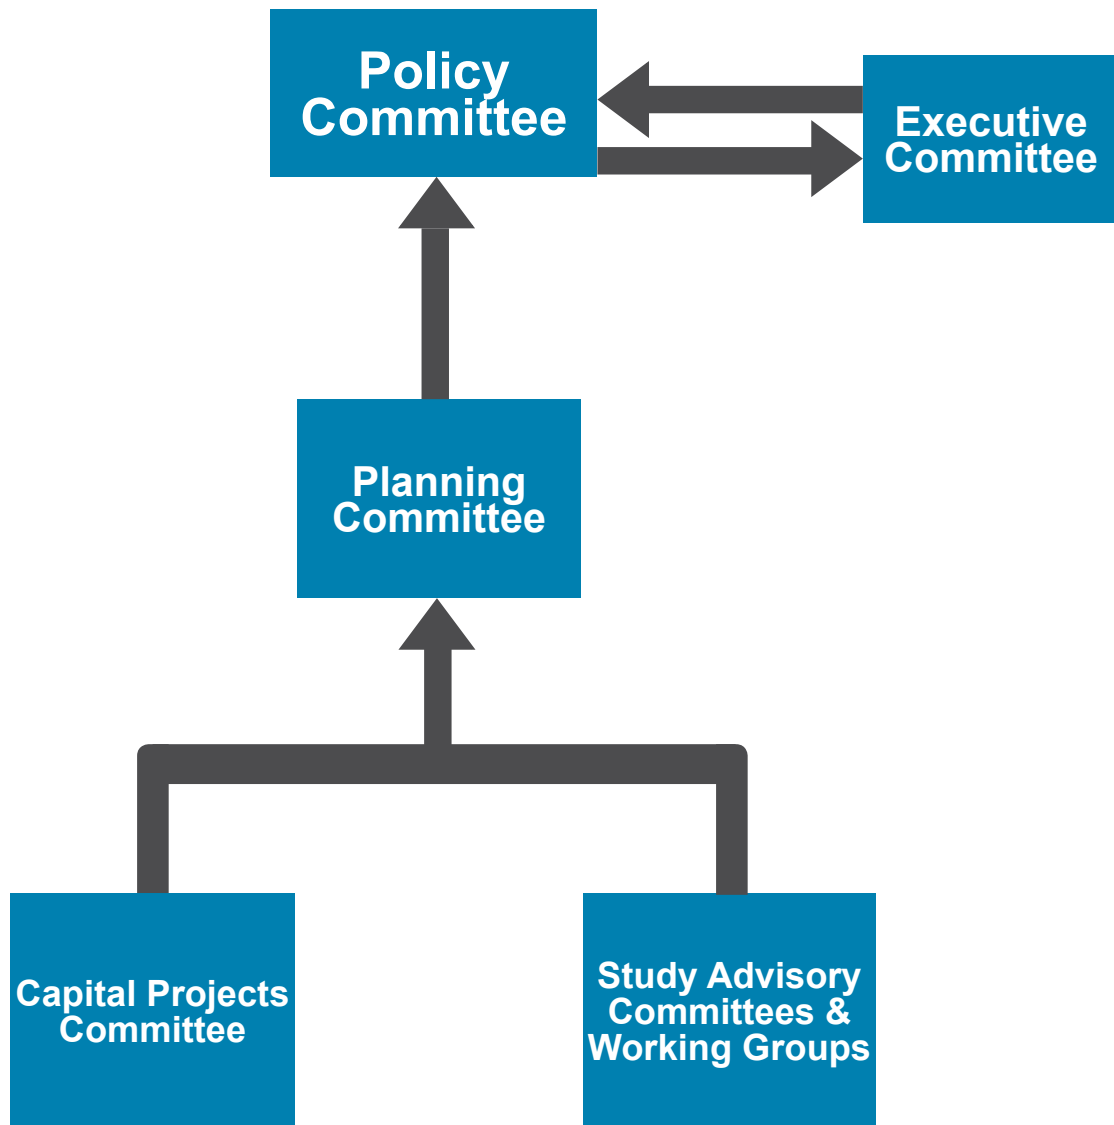 Policy
Committee
Executive
Committee
Planning
Committee
Capital Projects
Committee
Study Advisory
Committees &
Working Groups